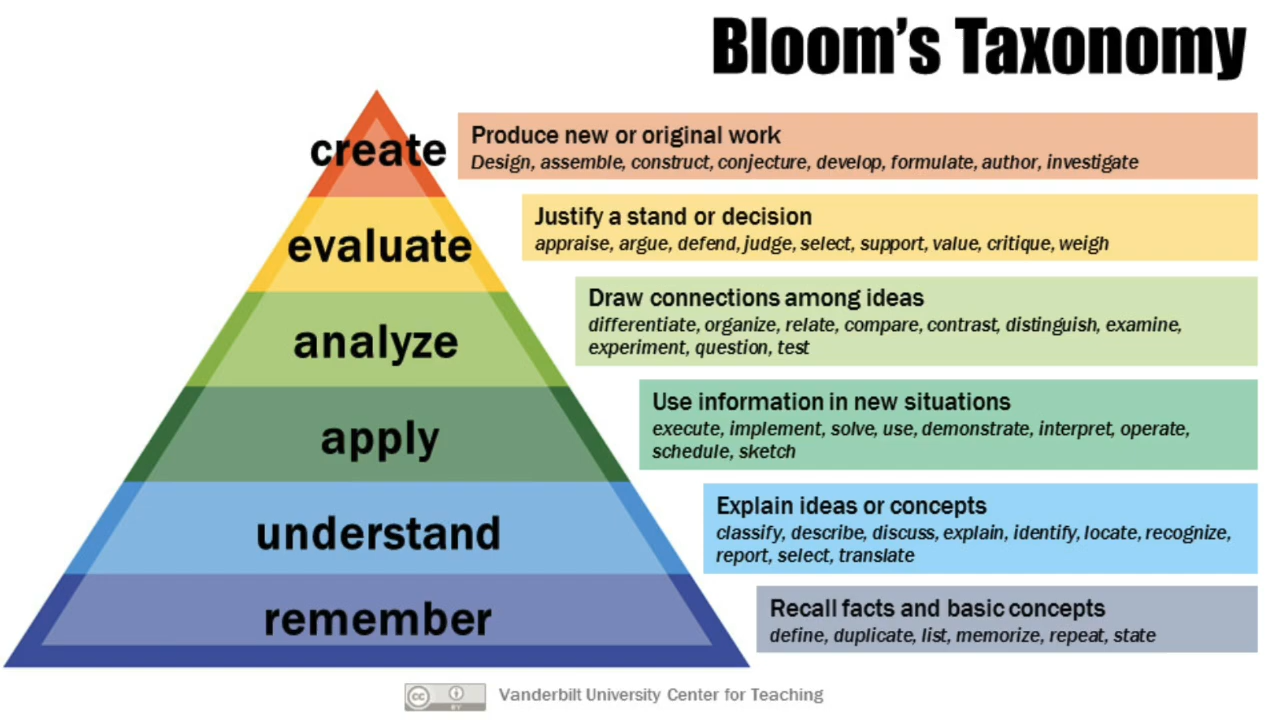 Bloom's Taxonomy
create
Produce new or original work
Design, assemble, construct, conjecture, develop, formulate, author, investigate
evaluate
Justify a stand or decision
appraise, argue, defend, judge, select, support, value, critique, weigh
analyze
Draw connections among ideas
differentiate, organize, relate, compare, contrast, distinguish, examine,
experiment, question, test
apply
Use information in new situations
execute, implement, solve, use, demonstrate, interpret, operate,
schedule, sketch
understand
Explain ideas or concepts
classify, describe, discuss, explain, identify, locate, recognize,
report, select, translate
remember
Recall facts and basic concepts
define, duplicate, list, memorize, repeat, state
cc BY
Vanderbilt University Center for Teaching